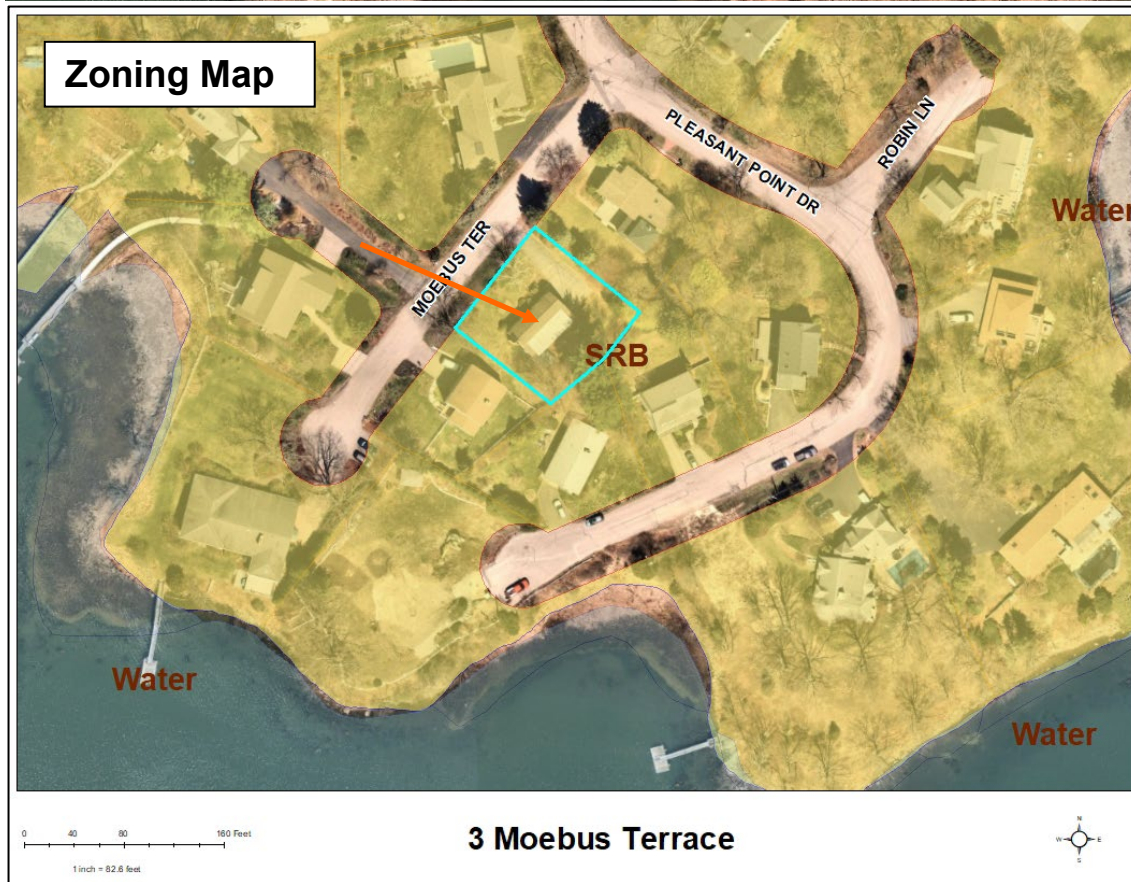 Zoning Map
PLEASANT POINT DR
ROBIN LN
MOEBUS TER
Water
SRB
Water
Water
0 40 80 160 Feet
1 inch = 82.6 feet
3 Moebus Terrace
N
W E
S